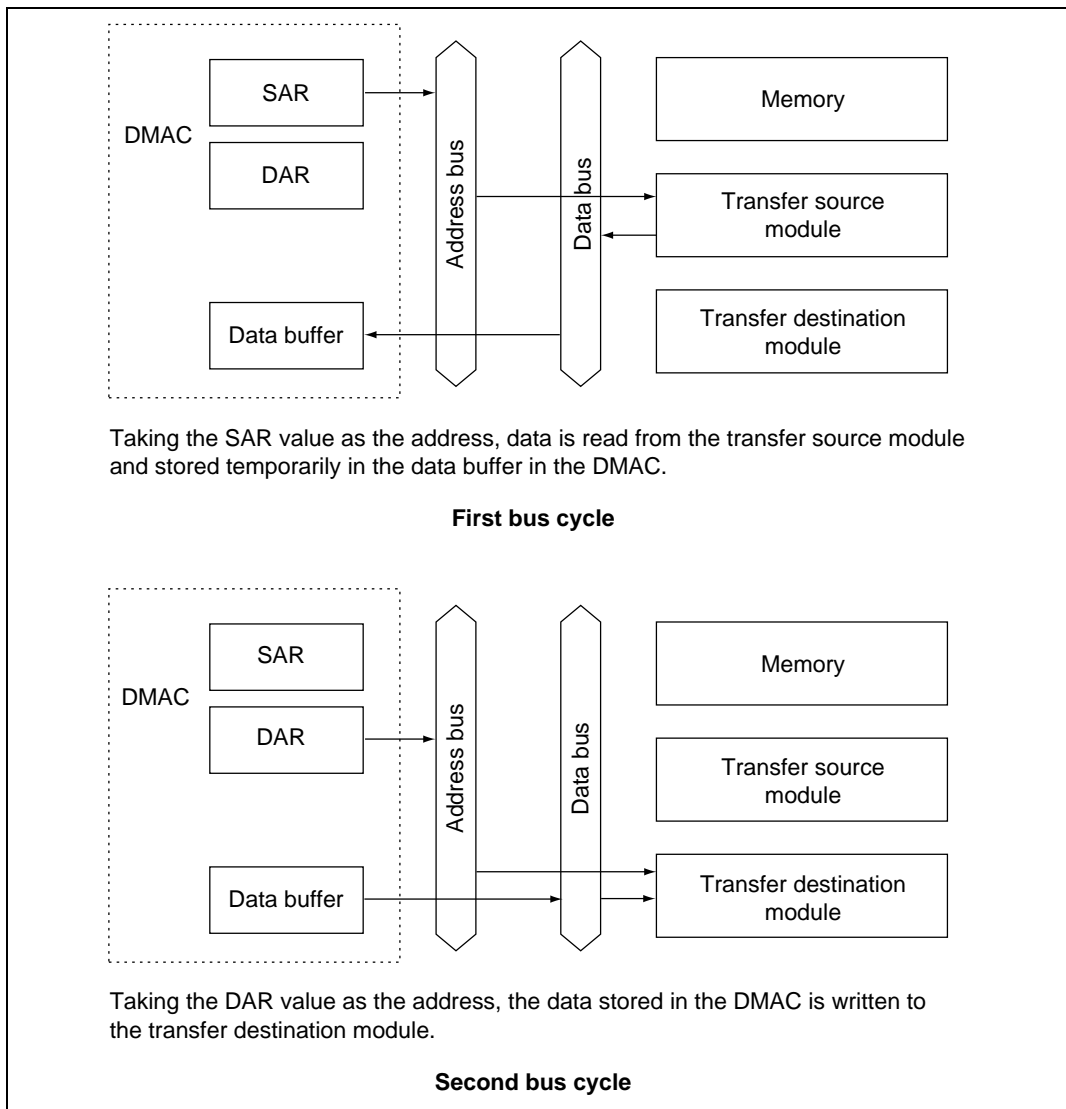 SAR
DMAC
DAR
Data buffer
Address bus
Data bus
Memory
Transfer source
module
Transfer destination
module
Taking the SAR value as the address, data is read from the transfer source module
and stored temporarily in the data buffer in the DMAC.
First bus cycle
SAR
DMAC
DAR
Data buffer
Address bus
Data bus
Memory
Transfer source
module
Transfer destination
module
Taking the DAR value as the address, the data stored in the DMAC is written to
the transfer destination module.
Second bus cycle